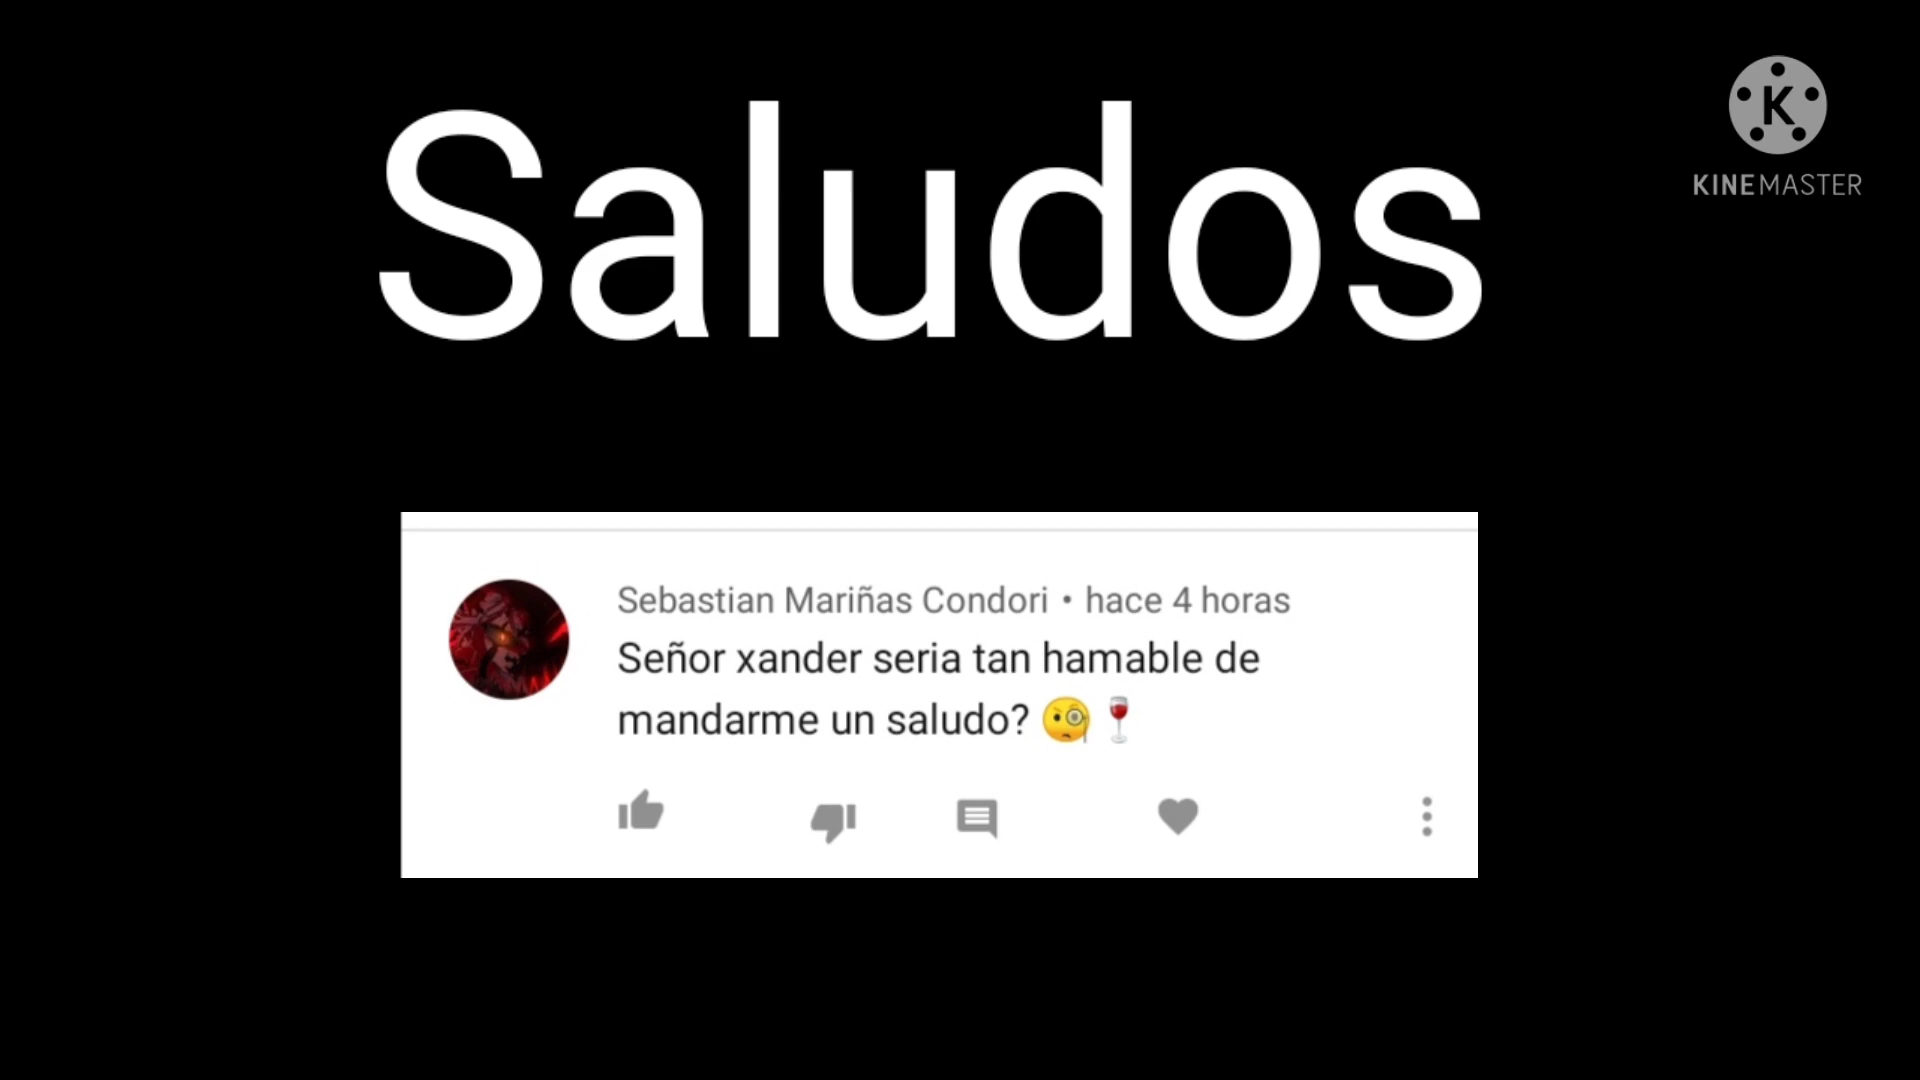 Saludos
K
KINEMASTER
Sebastian Mariñas Condori • hace 4 horas
Señor xander seria tan hamable de
mandarme un saludo? 🧐🍷